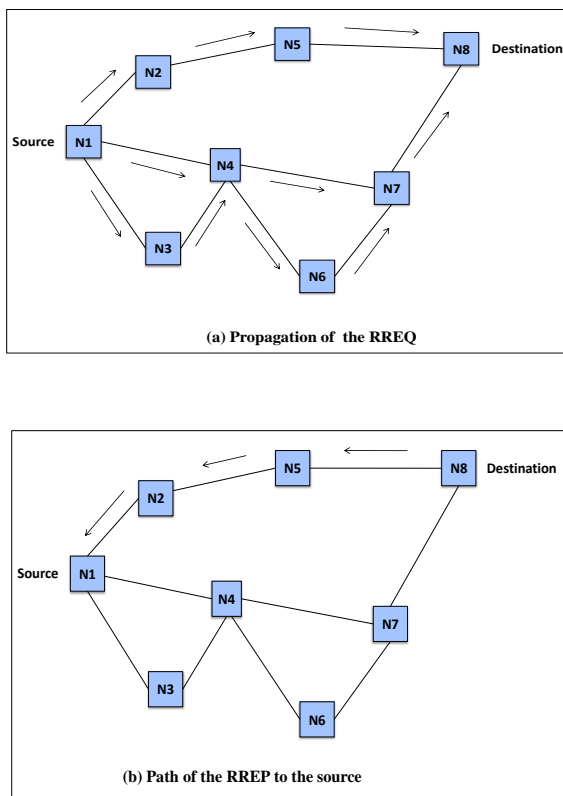 N5
N8 Destination
N2
Source N1
N4
N7
N3
N6
(a) Propagation of the RREQ
N5
N8 Destination
N2
Source N1
N4
N7
N3
N6
(b) Path of the RREP to the source